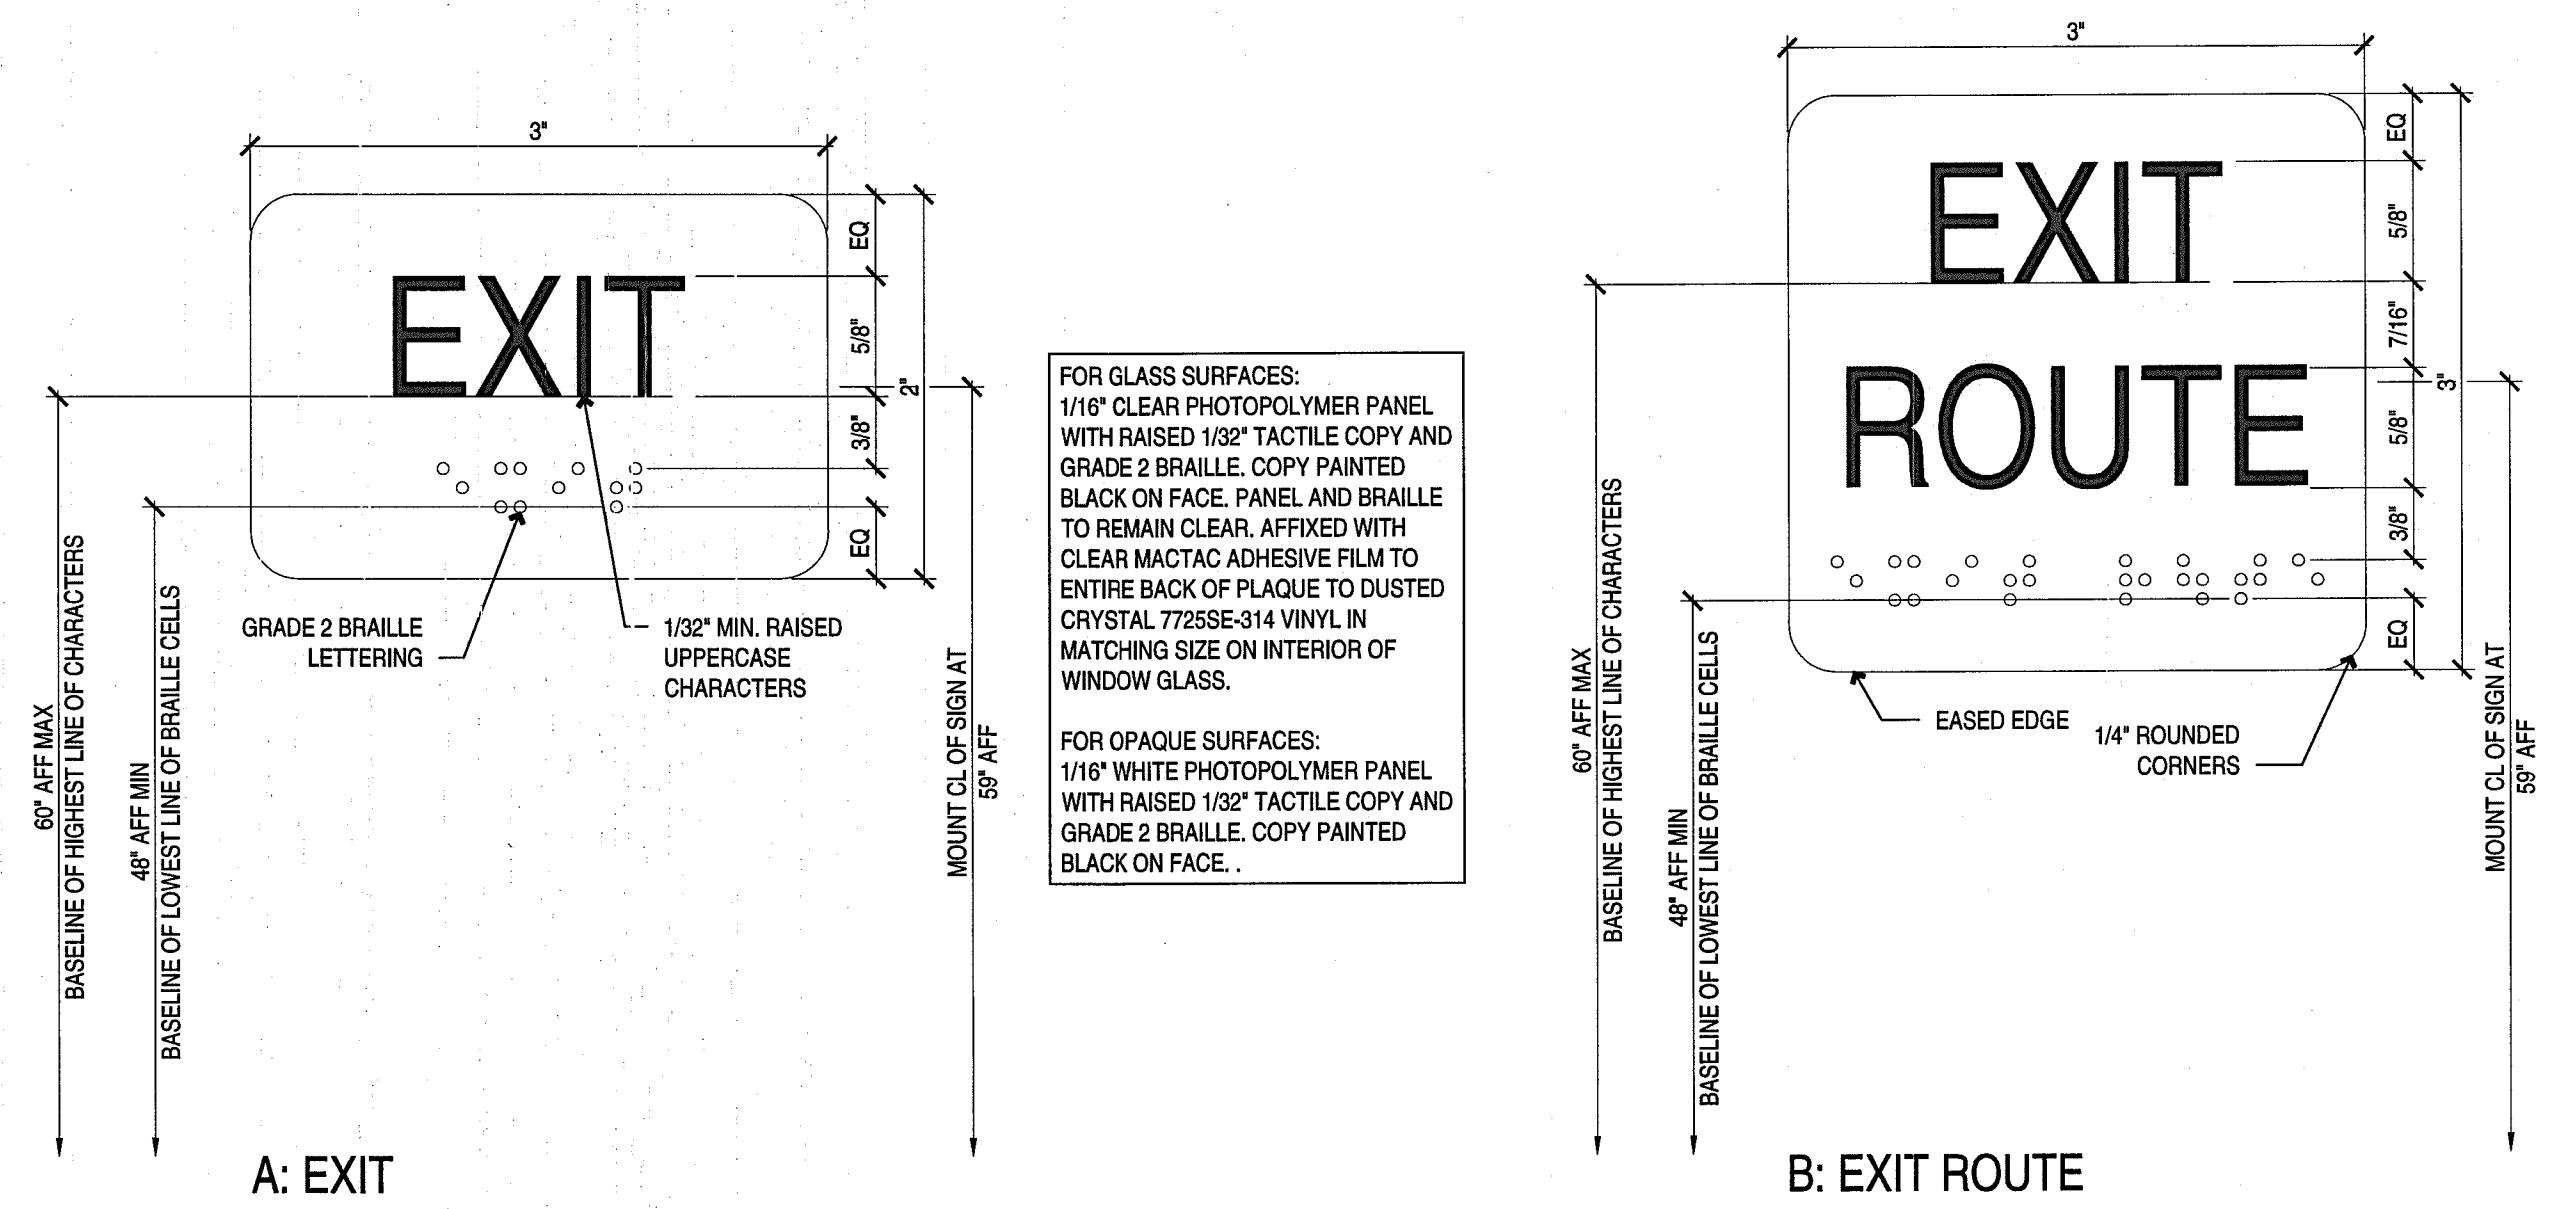 3"
EQ
EXIT
5/8"
2"
3/8"
EQ
GRADE 2 BRAILLE
LETTERING
1/32" MIN. RAISED
UPPERCASE
CHARACTERS
60" AFF MAX
BASELINE OF HIGHEST LINE OF CHARACTERS
48" AFF MIN
BASELINE OF LOWEST LINE OF BRAILLE CELLS
MOUNT CL OF SIGN AT
59" AFF
A: EXIT
FOR GLASS SURFACES:
1/16" CLEAR PHOTOPOLYMER PANEL
WITH RAISED 1/32" TACTILE COPY AND
GRADE 2 BRAILLE. COPY PAINTED
BLACK ON FACE. PANEL AND BRAILLE
TO REMAIN CLEAR. AFFIXED WITH
CLEAR MACTAC ADHESIVE FILM TO
ENTIRE BACK OF PLAQUE TO DUSTED
CRYSTAL 7725SE-314 VINYL IN
MATCHING SIZE ON INTERIOR OF
WINDOW GLASS.
FOR OPAQUE SURFACES:
1/16" WHITE PHOTOPOLYMER PANEL
WITH RAISED 1/32" TACTILE COPY AND
GRADE 2 BRAILLE. COPY PAINTED
BLACK ON FACE. .
3"
EQ
EXIT
5/8"
7/16"
ROUTE
3"
5/8"
3/8"
EQ
EASED EDGE
1/4" ROUNDED
CORNERS
60" AFF MAX
BASELINE OF HIGHEST LINE OF CHARACTERS
48" AFF MIN
BASELINE OF LOWEST LINE OF BRAILLE CELLS
MOUNT CL OF SIGN AT
59" AFF
B: EXIT ROUTE